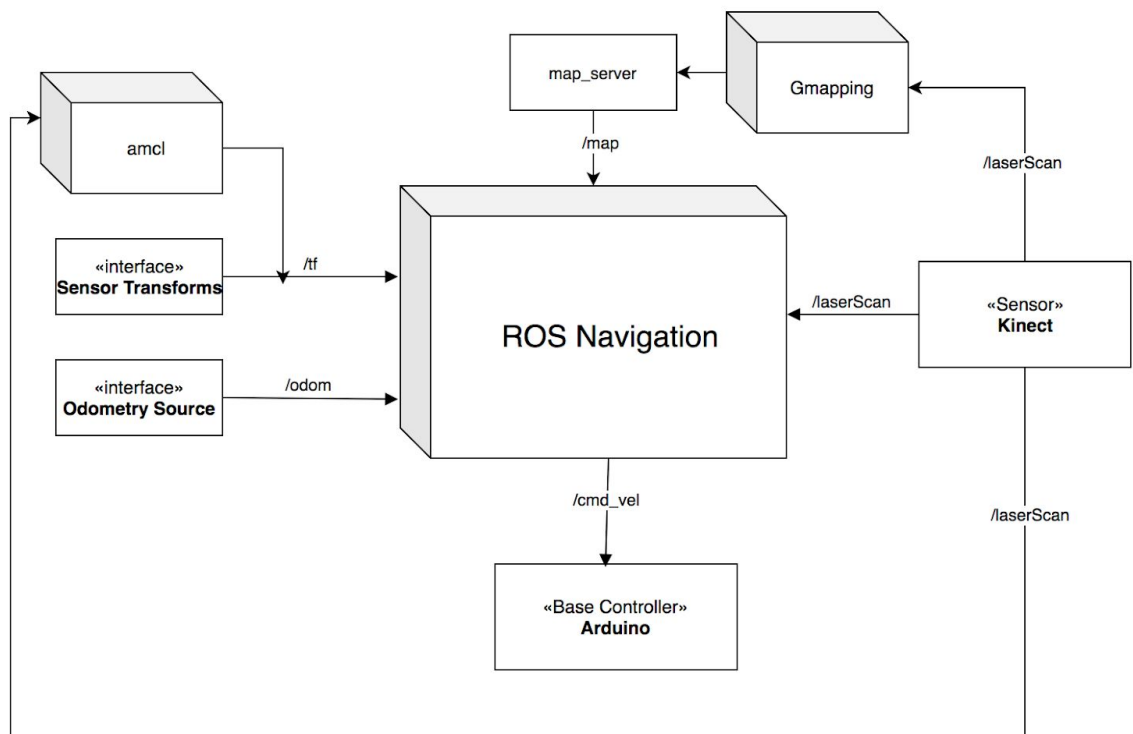 map_server
Gmapping
amcl
/map
/laserScan
«interface»
Sensor Transforms
/tf
ROS Navigation
/laserScan
«Sensor»
Kinect
«interface»
Odometry Source
/odom
/cmd_vel
/laserScan
«Base Controller»
Arduino